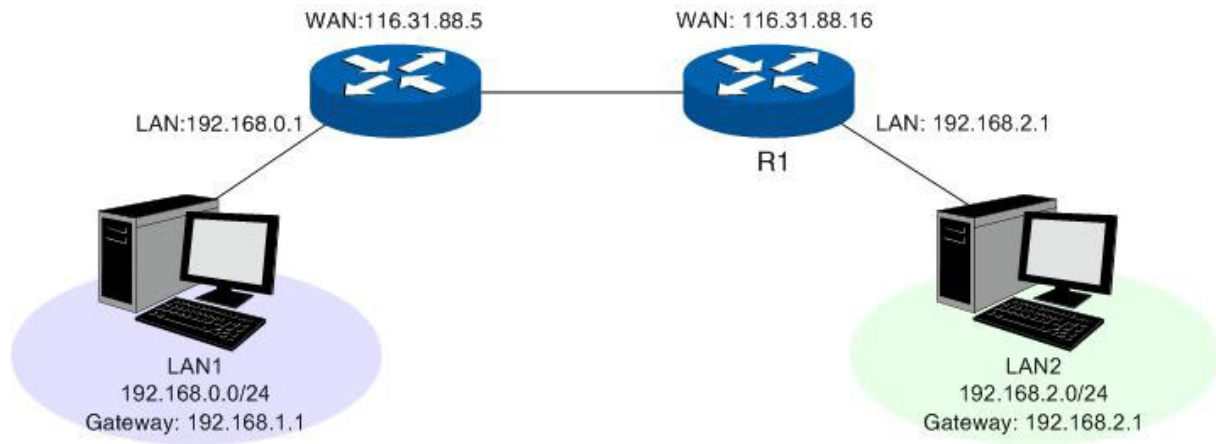 WAN:116.31.88.5
WAN: 116.31.88.16
LAN:192.168.0.1
LAN: 192.168.2.1
R1
LAN1
192.168.0.0/24
Gateway: 192.168.1.1
LAN2
192.168.2.0/24
Gateway: 192.168.2.1